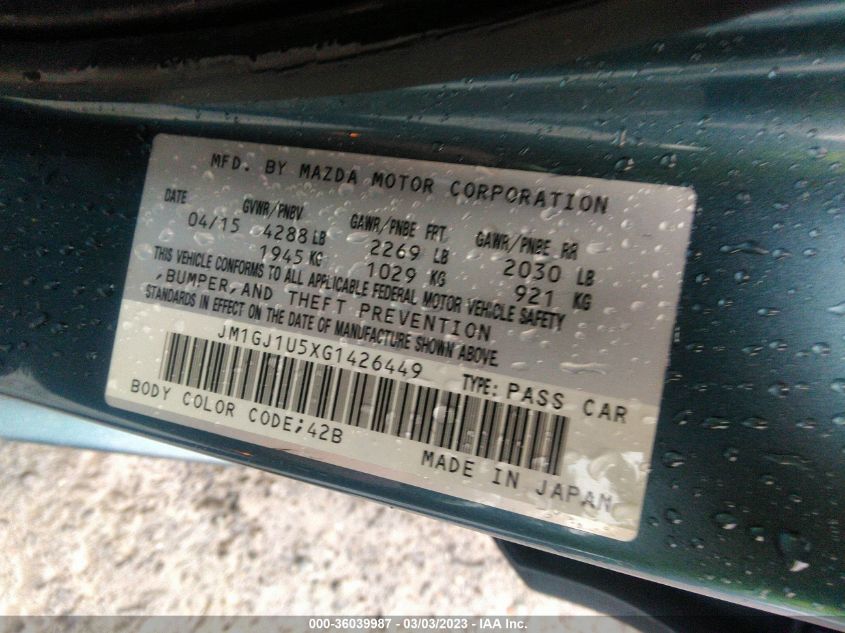 MFD. BY MAZDA MOTOR CORPORATION
DATE GVWR/PNBV GAWR/PNBE FRT. GAWR/PNBE RR
04/15 4288 LB 2269 LB 2030 LB
1945 KG 1029 KG 921 KG
THIS VEHICLE CONFORMS TO ALL APPLICABLE FEDERAL MOTOR VEHICLE SAFETY
,BUMPER,AND THEFT PREVENTION
STANDARDS IN EFFECT ON THE DATE OF MANUFACTURE SHOWN ABOVE.
JM1GJ1U5XG1426449 TYPE: PASS CAR
BODY COLOR CODE;42B
MADE IN JAPAN
000-36039987 - 03/03/2023 - IAA Inc.